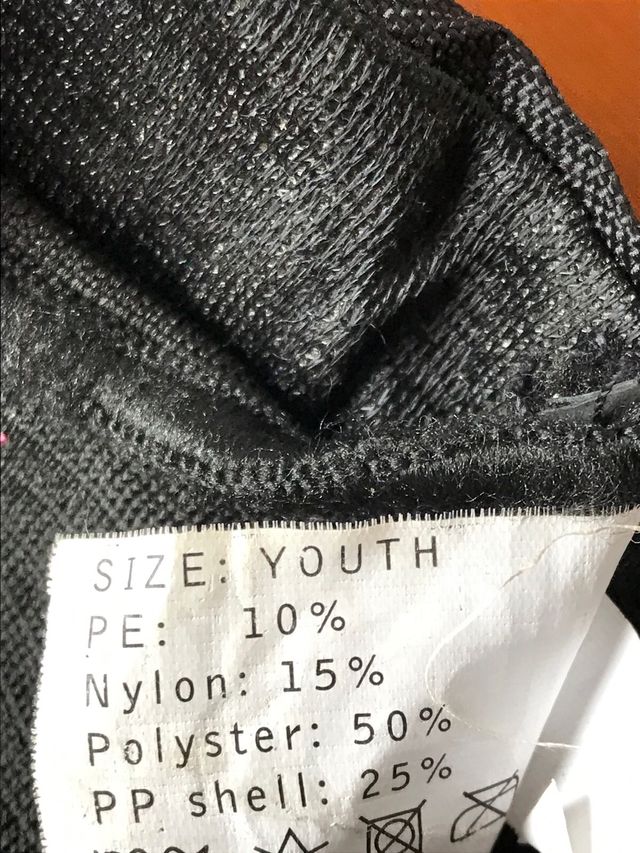 SIZE: YOUTH
PE: 10%
Nylon: 15%
Polyster: 50%
PP shell: 25%